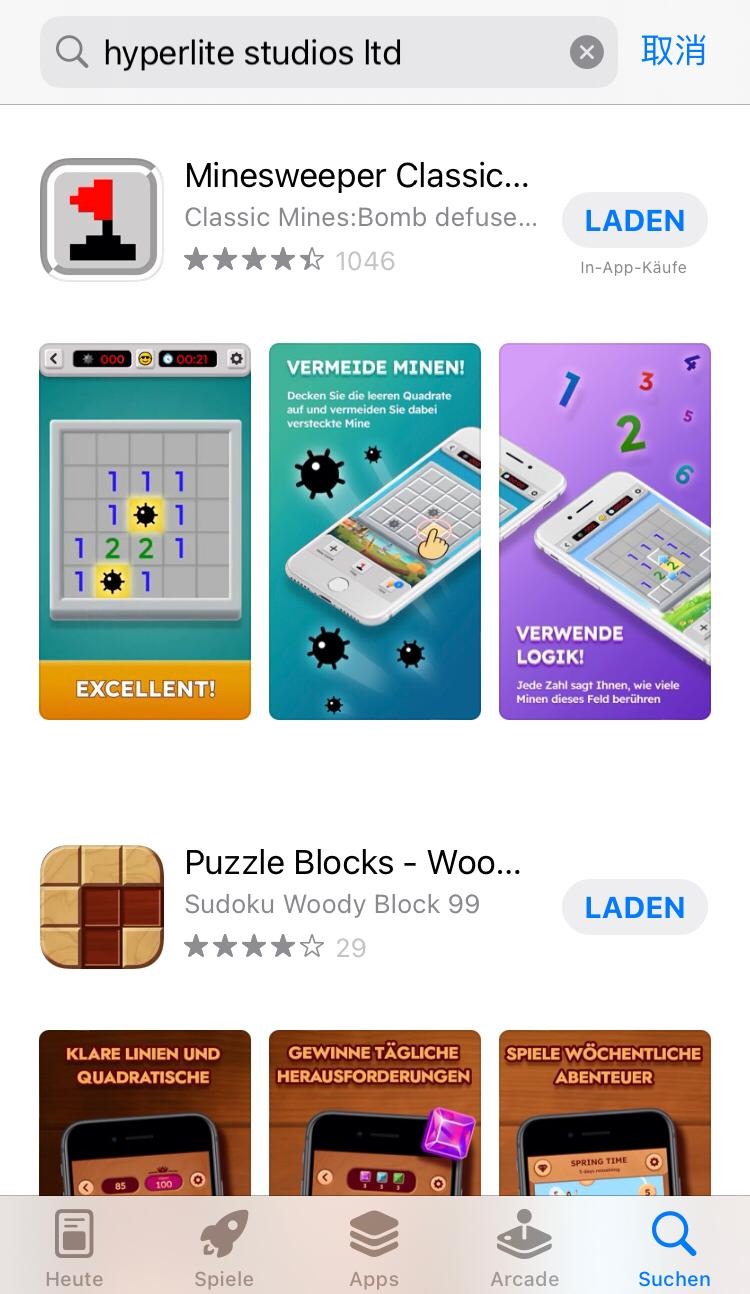 hyperlite studios ltd
取消
Minesweeper Classic...
Classic Mines:Bomb defuse...
1046
LADEN
In-App-Käufe
000
00:21
1 1 1
1 1
1 2 2 1
1 1
EXCELLENT!
VERMEIDE MINEN!
Decken Sie die leeren Quadrate
auf und vermeiden Sie dabei
versteckte Mine
1 3 4
2 5
6
VERWENDE
LOGIK!
Jede Zahl sagt Ihnen, wie viele
Minen dieses Feld berühren
Puzzle Blocks - Woo...
Sudoku Woody Block 99
29
LADEN
KLARE LINIEN UND
QUADRATISCHE
85
100
GEWINNE TÄGLICHE
HERAUSFORDERUNGEN
SPIELE WÖCHENTLICHE
ABENTEUER
SPRING TIME
5
Heute
Spiele
Apps
Arcade
Suchen